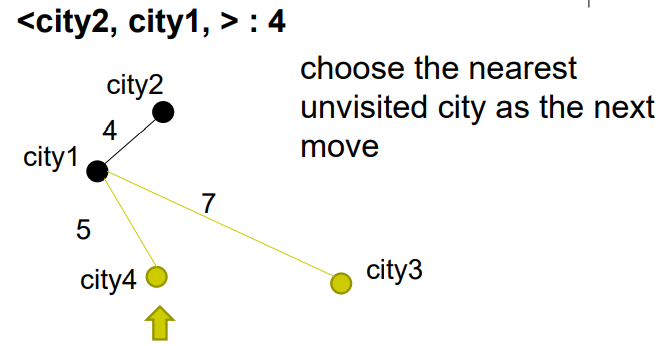 <city2, city1, > : 4
choose the nearest
unvisited city as the next
move
city2
4
city1
7
5
city4
city3